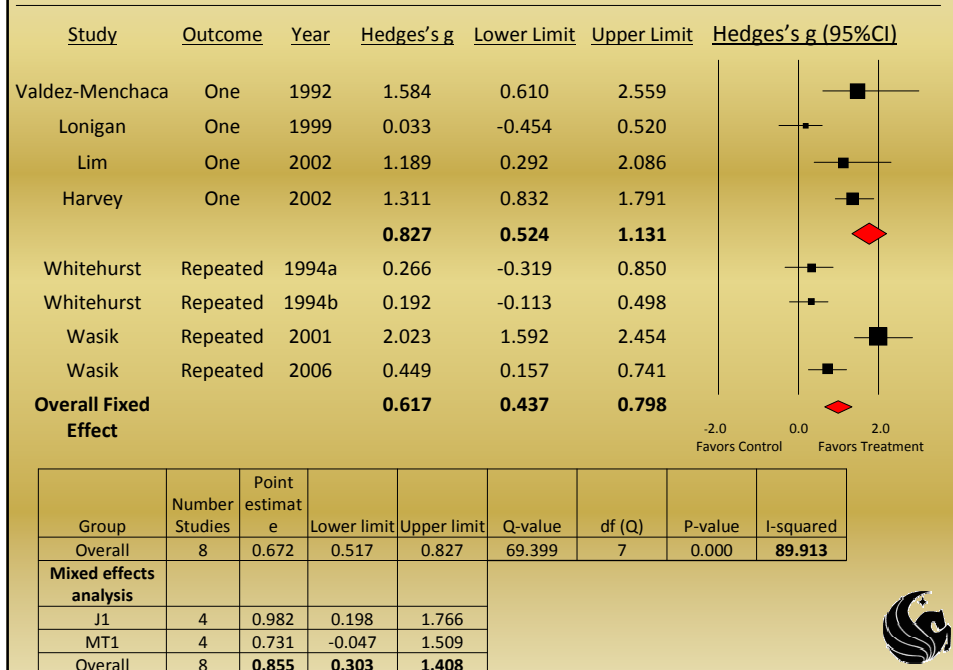 Study Outcome Year Hedges's g Lower Limit Upper Limit Hedges's g (95%CI)
Valdez-Menchaca One 1992 1.584 0.610 2.559
Lonigan One 1999 0.033 -0.454 0.520
Lim One 2002 1.189 0.292 2.086
Harvey One 2002 1.311 0.832 1.791
0.827 0.524 1.131
Whitehurst Repeated 1994a 0.266 -0.319 0.850
Whitehurst Repeated 1994b 0.192 -0.113 0.498
Wasik Repeated 2001 2.023 1.592 2.454
Wasik Repeated 2006 0.449 0.157 0.741
Overall Fixed 0.617 0.437 0.798
Effect
-2.0 0.0 2.0
Favors Control Favors Treatment
Point
Number estimat
Group Studies e Lower limit Upper limit Q-value df (Q) P-value I-squared
Overall 8 0.672 0.517 0.827 69.399 7 0.000 89.913
Mixed effects
analysis
J1 4 0.982 0.198 1.766
MT1 4 0.731 -0.047 1.509
Overall 8 0.855 0.303 1.408